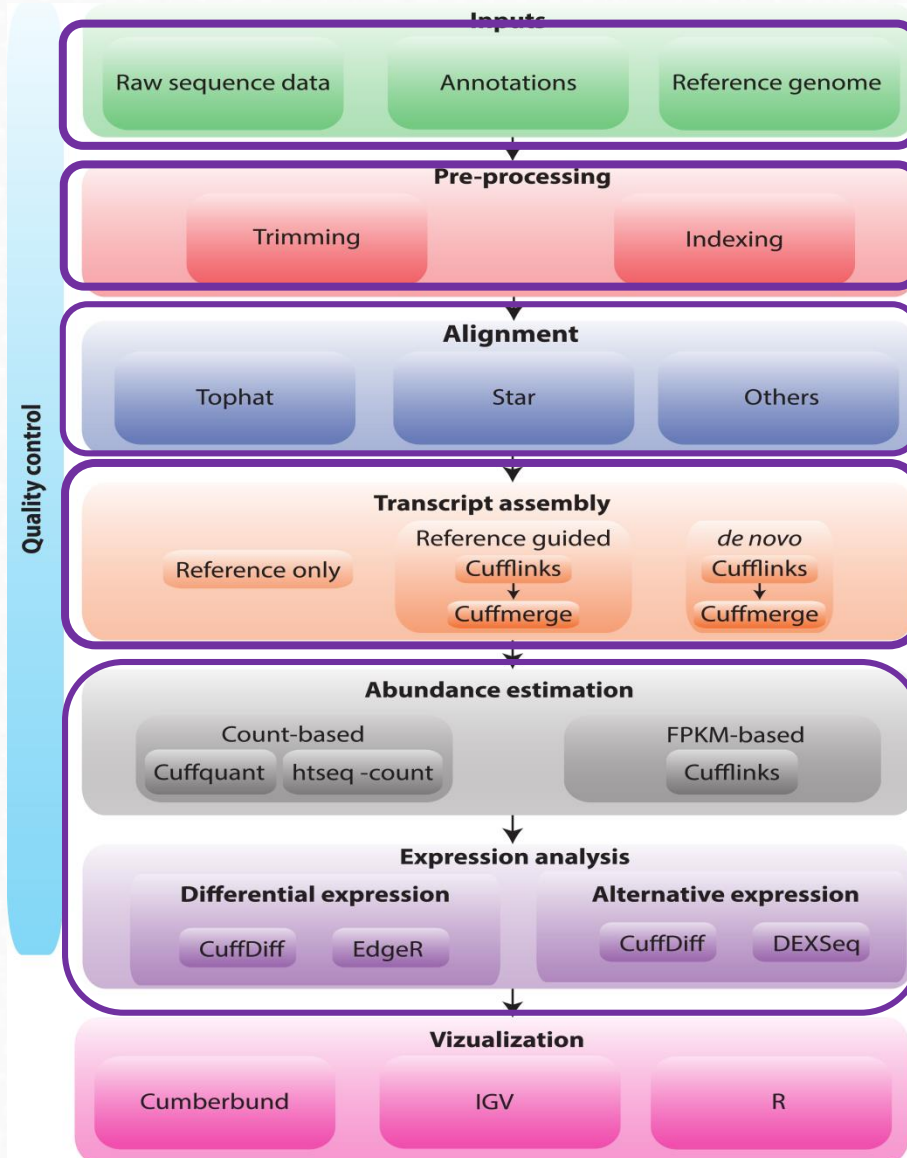 Inputs
Raw sequence data Annotations Reference genome
Pre-processing
Trimming Indexing
Alignment
Tophat Star Others
Quality control
Transcript assembly
Reference only
Reference guided
Cufflinks
Cuffmerge
de novo
Cufflinks
Cuffmerge
Abundance estimation
Count-based
Cuffquant htseq -count
FPKM-based
Cufflinks
Expression analysis
Differential expression
CuffDiff EdgeR
Alternative expression
CuffDiff DEXSeq
Vizualization
Cumberbund IGV R